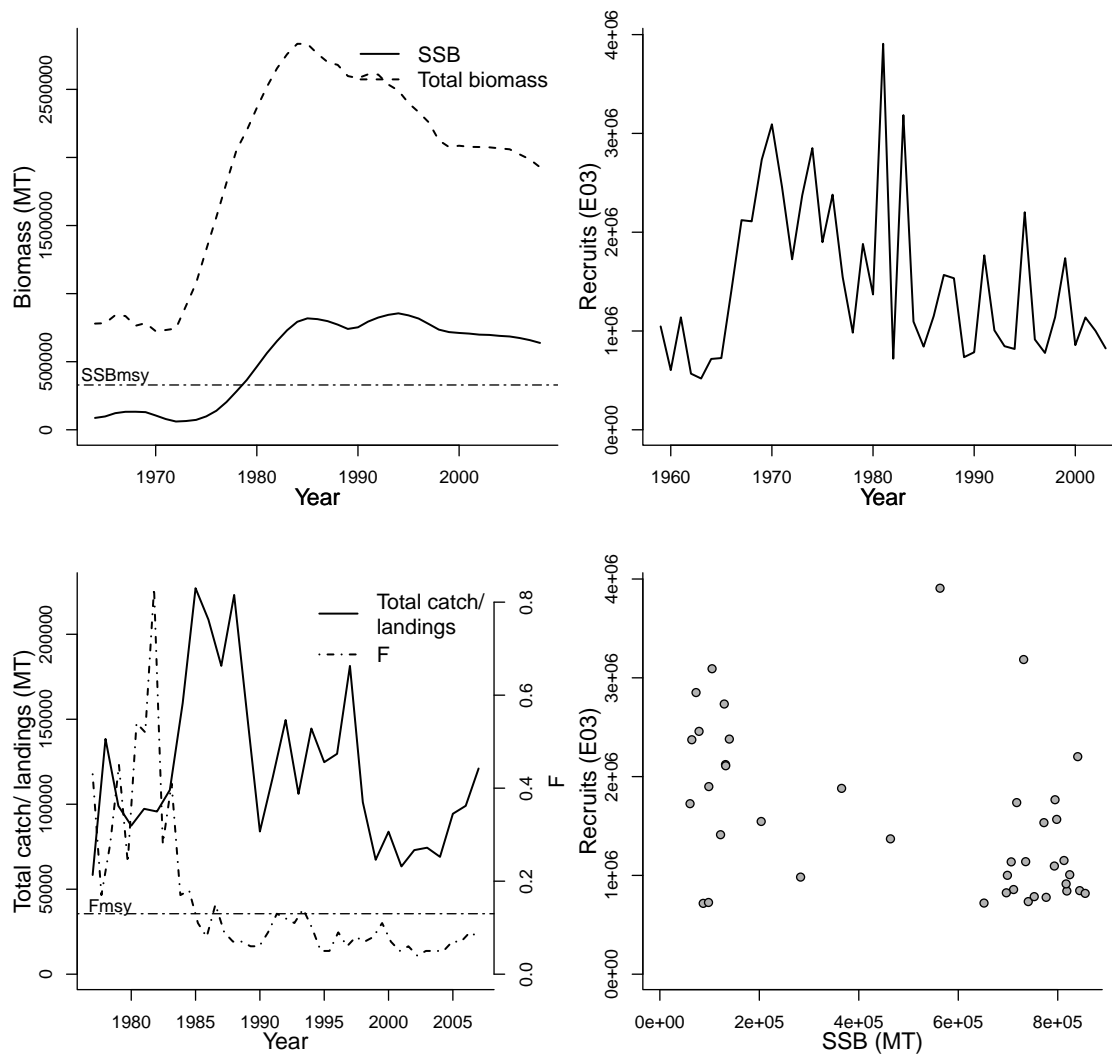 SSB
Total biomass
Biomass (MT)
0
500000
1500000
2500000
SSBmsy
1970
1980
1990
2000
Year
Recruits (E03)
0e+00
1e+06
2e+06
3e+06
4e+06
1960
1970
1980
1990
2000
Year
Total catch/
landings
F
Total catch/ landings (MT)
0
50000
100000
150000
200000
Fmsy
0.0
0.2
0.4
0.6
0.8
F
1980
1985
1990
1995
2000
2005
Year
Recruits (E03)
0e+00
1e+06
2e+06
3e+06
4e+06
0e+00
2e+05
4e+05
6e+05
8e+05
SSB (MT)